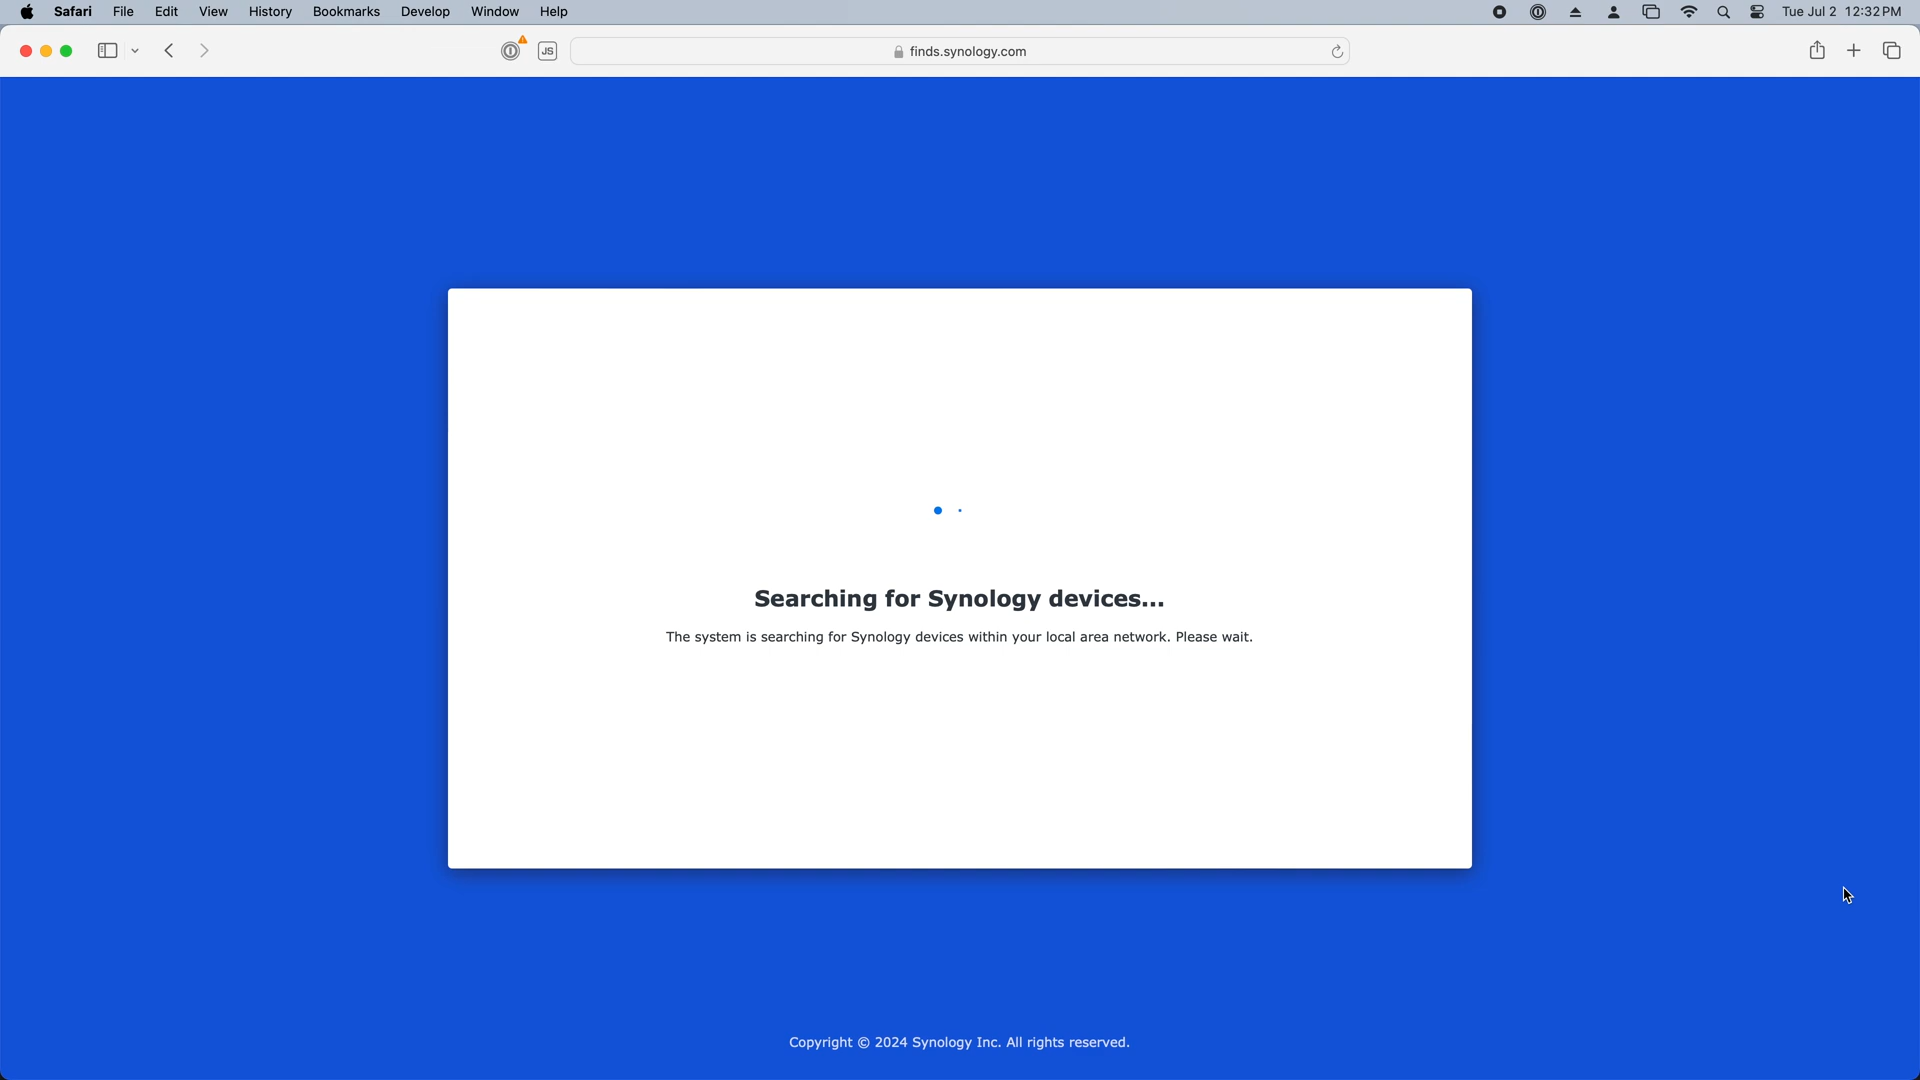 Safari File Edit View History Bookmarks Develop Window Help Tue Jul 2 12:32 PM
JS finds.synology.com
Searching for Synology devices...
The system is searching for Synology devices within your local area network. Please wait.
Copyright © 2024 Synology Inc. All rights reserved.